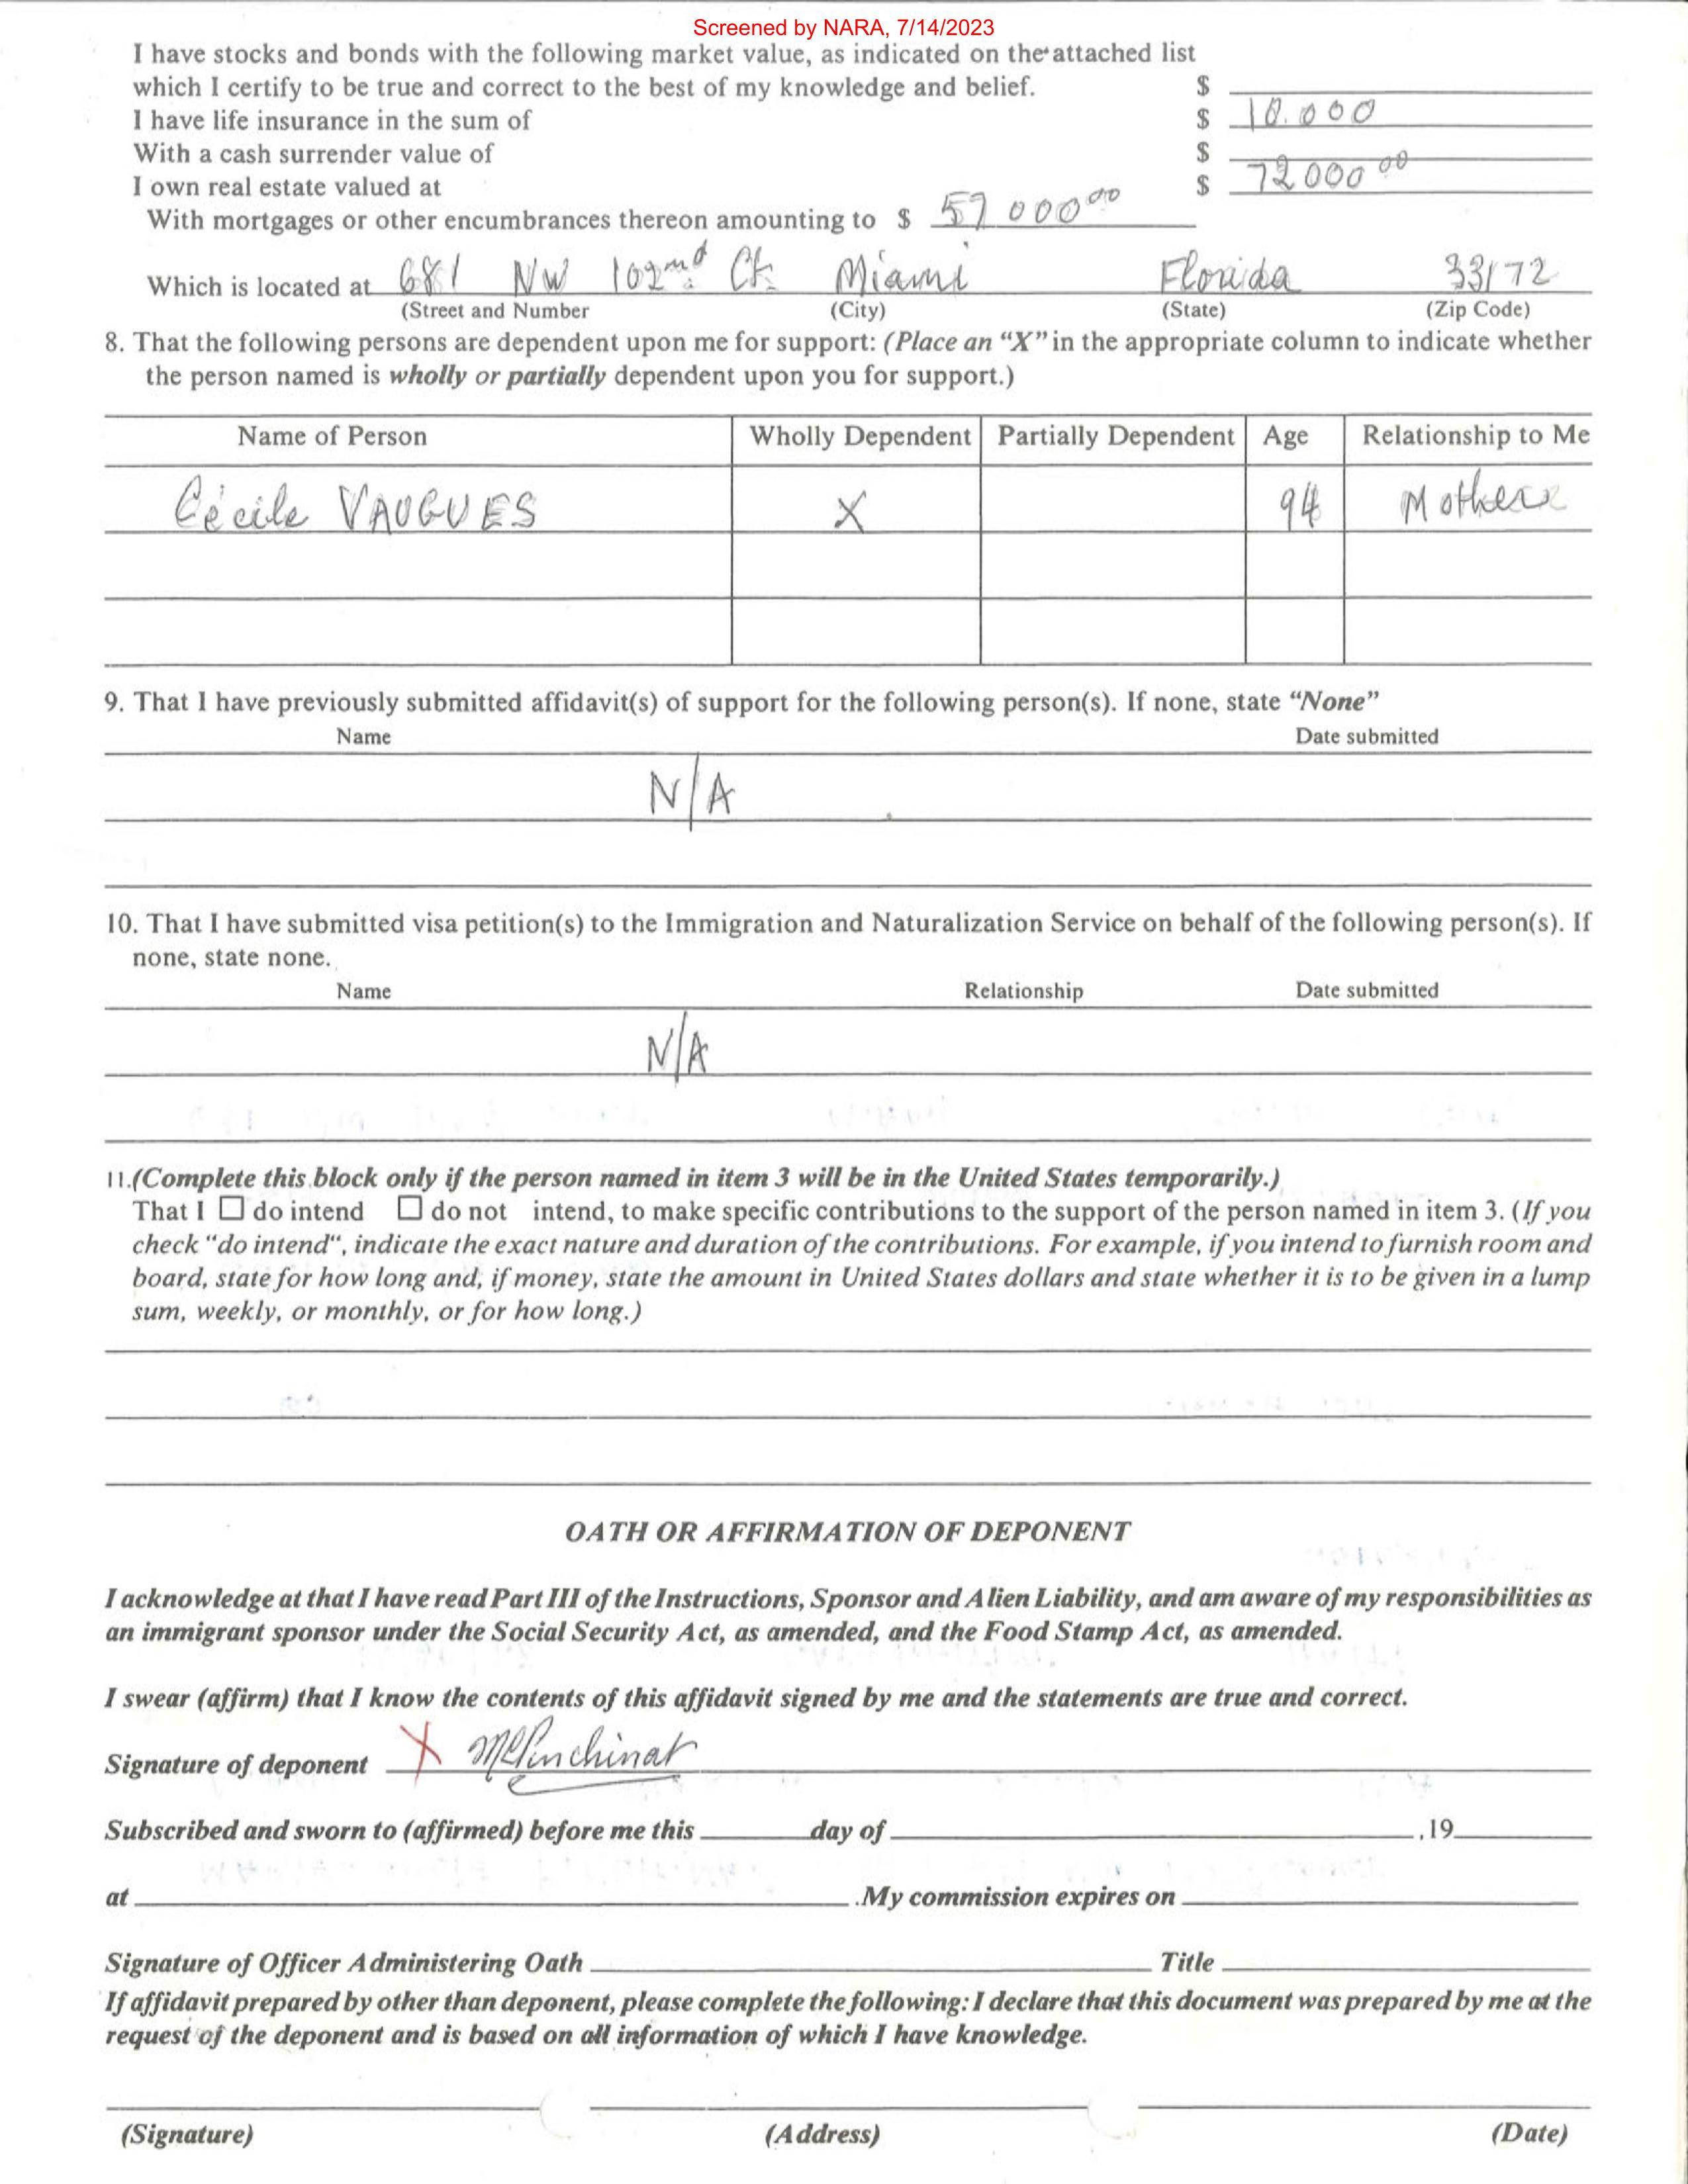 Screened by NARA, 7/14/2023
I have stocks and bonds with the following market value, as indicated on the attached list
which I certify to be true and correct to the best of my knowledge and belief. $
I have life insurance in the sum of $ 10.000
With a cash surrender value of $
I own real estate valued at $ 72000 00
With mortgages or other encumbrances thereon amounting to $ 57 000 00
Which is located at 681 NW 102nd Ct. Miami Florida 33172
(Street and Number (City) (State) (Zip Code)
8. That the following persons are dependent upon me for support: (Place an “X” in the appropriate column to indicate whether
the person named is wholly or partially dependent upon you for support.)
Name of Person Wholly Dependent Partially Dependent Age Relationship to Me
Cécile VAUGUES X 94 Mother
9. That I have previously submitted affidavit(s) of support for the following person(s). If none, state “None”
Name Date submitted
N/A
10. That I have submitted visa petition(s) to the Immigration and Naturalization Service on behalf of the following person(s). If
none, state none.
Name Relationship Date submitted
N/A
11.(Complete this block only if the person named in item 3 will be in the United States temporarily.)
That I ☐ do intend ☐ do not intend, to make specific contributions to the support of the person named in item 3. (If you
check “do intend“, indicate the exact nature and duration of the contributions. For example, if you intend to furnish room and
board, state for how long and, if money, state the amount in United States dollars and state whether it is to be given in a lump
sum, weekly, or monthly, or for how long.)
OATH OR AFFIRMATION OF DEPONENT
I acknowledge at that I have read Part III of the Instructions, Sponsor and Alien Liability, and am aware of my responsibilities as
an immigrant sponsor under the Social Security Act, as amended, and the Food Stamp Act, as amended.
I swear (affirm) that I know the contents of this affidavit signed by me and the statements are true and correct.
Signature of deponent X McPinchinat
Subscribed and sworn to (affirmed) before me this day of ,19
at .My commission expires on
Signature of Officer Administering Oath Title
If affidavit prepared by other than deponent, please complete the following: I declare that this document was prepared by me at the
request of the deponent and is based on all information of which I have knowledge.
(Signature) (Address) (Date)